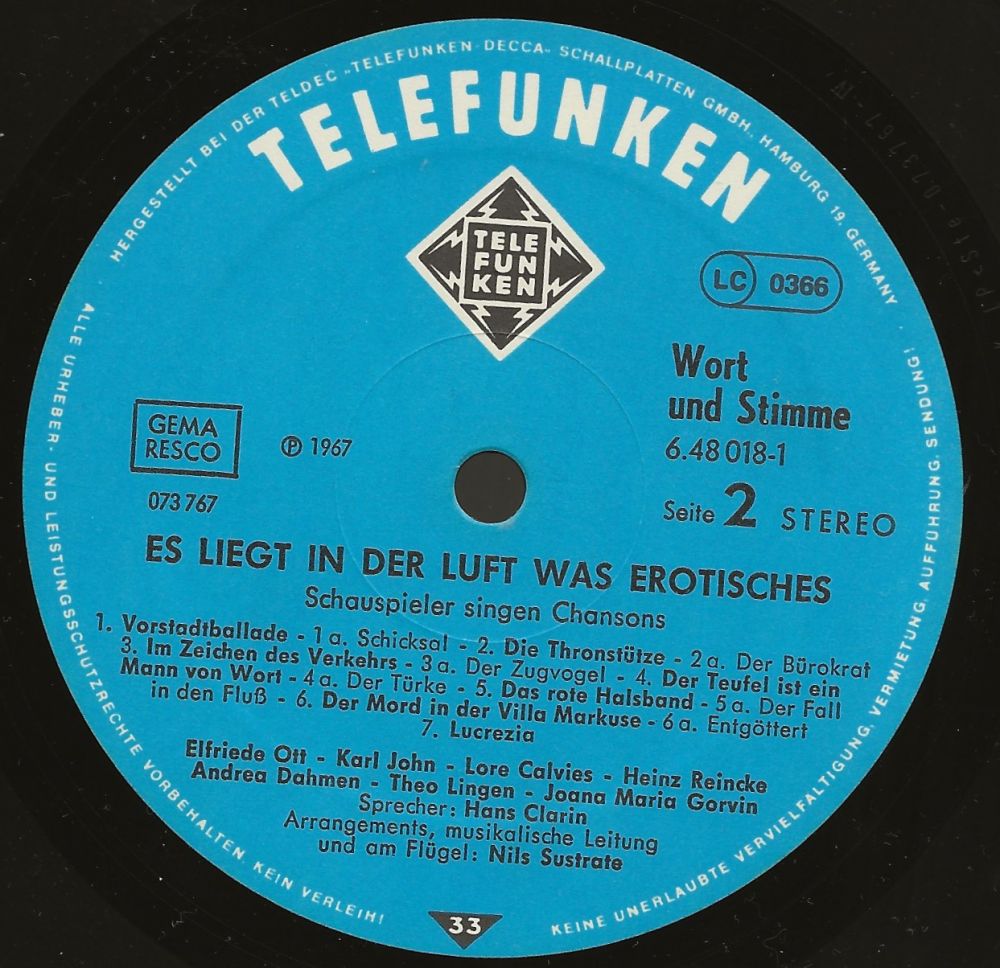 HERGESTELLT BEI DER TELDEC „TELEFUNKEN-DECCA“ SCHALLPLATTEN GMBH, HAMBURG 19, GERMANY
TELEFUNKEN
TELE
FUN
KEN
LC 0366
Wort
und Stimme
6.48 018-1
GEMA
RESCO
℗ 1967
073 767
Seite 2 STEREO
ES LIEGT IN DER LUFT WAS EROTISCHES
Schauspieler singen Chansons
1. Vorstadtballade - 1 a. Schicksal - 2. Die Thronstütze - 2 a. Der Bürokrat
3. Im Zeichen des Verkehrs - 3 a. Der Zugvogel - 4. Der Teufel ist ein
Mann von Wort - 4 a. Der Türke - 5. Das rote Halsband - 5 a. Der Fall
in den Fluß - 6. Der Mord in der Villa Markuse - 6 a. Entgöttert
7. Lucrezia
Elfriede Ott - Karl John - Lore Calvies - Heinz Reincke
Andrea Dahmen - Theo Lingen - Joana Maria Gorvin
Sprecher: Hans Clarin
Arrangements, musikalische Leitung
und am Flügel: Nils Sustrate
33
ALLE URHEBER- UND LEISTUNGSSCHUTZRECHTE VORBEHALTEN. KEIN VERLEIH!
KEINE UNERLAUBTE VERVIELFÄLTIGUNG, VERMIETUNG, AUFFÜHRUNG, SENDUNG!